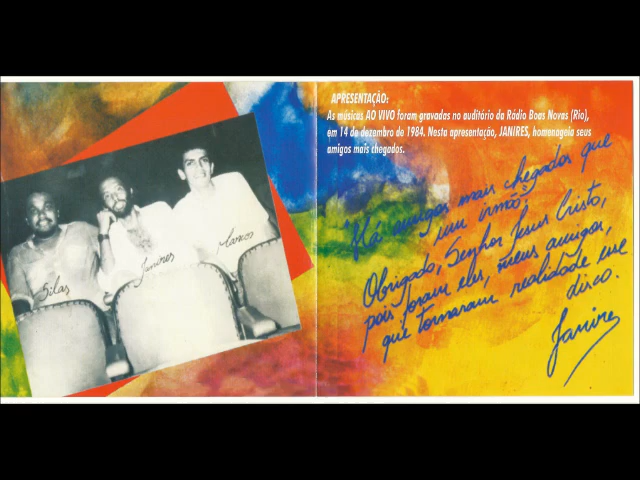 Silas
Janires
Marcos
APRESENTAÇÃO:
As músicas AO VIVO foram gravadas no auditório da Rádio Boas Novas (Rio),
em 14 de dezembro de 1984. Nesta apresentação, JANIRES, homenageia seus
amigos mais chegados.
"Há amigos mais chegados que
um irmão";
Obrigado, Senhor Jesus Cristo,
pois foram eles, meus amigos,
que tornaram realidade esse
disco.
Janires